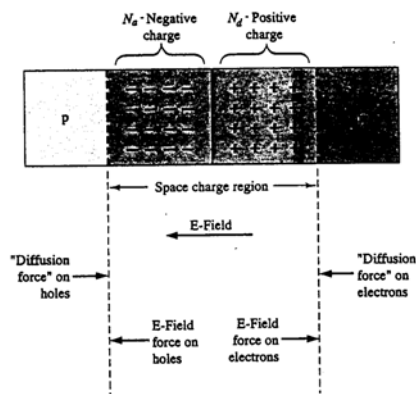 Nₐ - Negative
charge
N_d - Positive
charge
p
− − − −
+ + + +
− − − −
+ + + +
− − − −
+ + + +
− − − −
+ + + +
Space charge region
E-Field
"Diffusion
force" on
holes
"Diffusion
force" on
electrons
E-Field
force on
holes
E-Field
force on
electrons